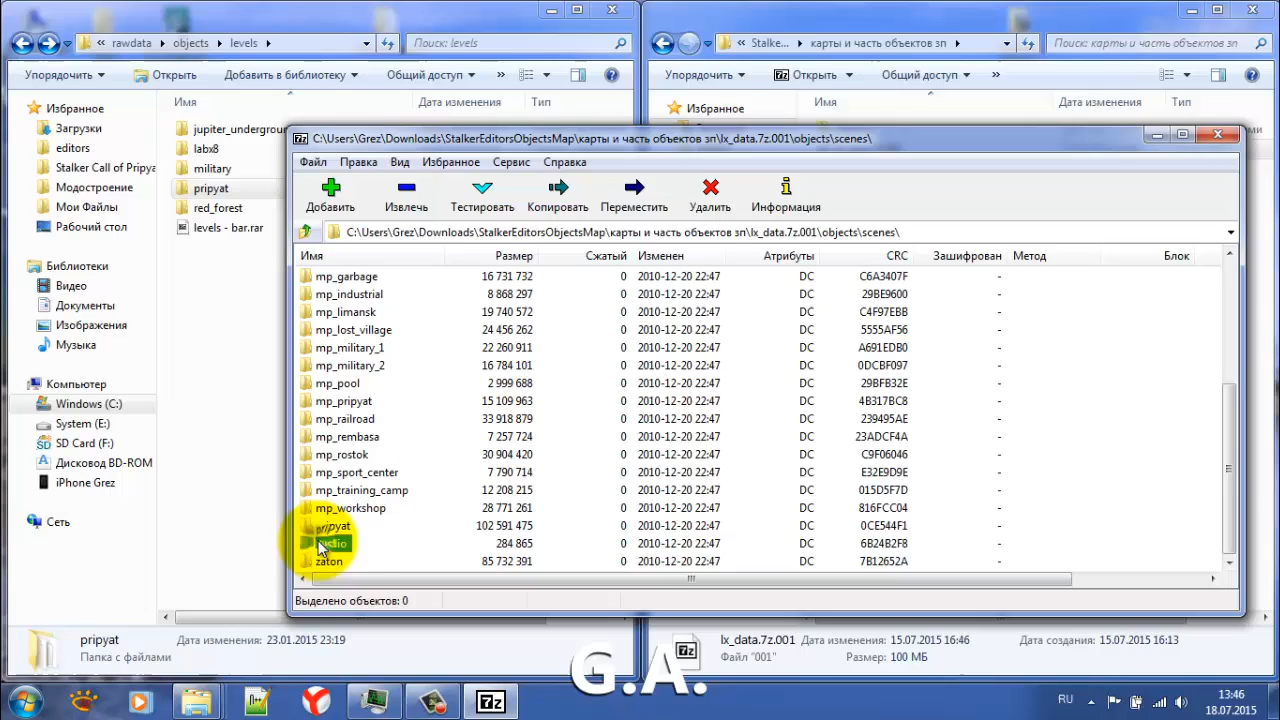 rawdata objects levels
Поиск: levels
Stalke... карты и часть объектов зп
Поиск: карты и часть объектов зп
Упорядочить Открыть Добавить в библиотеку Общий доступ »
Упорядочить Открыть Общий доступ »
Избранное
Загрузки
editors
Stalker Call of Pripya
Модостроение
Мои Файлы
Рабочий стол
Библиотеки
Видео
Документы
Изображения
Музыка
Компьютер
Windows (C:)
System (E:)
SD Card (F:)
Дисковод BD-ROM
iPhone Grez
Сеть
Имя Дата изменения Тип
jupiter_undergroun
labx8
military
pripyat
red_forest
levels - bar.rar
Избранное
Имя Дата изменения Тип
C:\Users\Grez\Downloads\StalkerEditorsObjectsMap\карты и часть объектов зп\lx_data.7z.001\objects\scenes\
Файл Правка Вид Избранное Сервис Справка
Добавить Извлечь Тестировать Копировать Переместить Удалить Информация
C:\Users\Grez\Downloads\StalkerEditorsObjectsMap\карты и часть объектов зп\lx_data.7z.001\objects\scenes\
Имя Размер Сжатый Изменен Атрибуты CRC Зашифрован Метод Блок
mp_garbage 16 731 732 0 2010-12-20 22:47 DC C6A3407F -
mp_industrial 8 868 297 0 2010-12-20 22:47 DC 29BE9600 -
mp_limansk 19 740 572 0 2010-12-20 22:47 DC C4F97EBB -
mp_lost_village 24 456 262 0 2010-12-20 22:47 DC 5555AF56 -
mp_military_1 22 260 911 0 2010-12-20 22:47 DC A691EDB0 -
mp_military_2 16 784 101 0 2010-12-20 22:47 DC 0DCBF097 -
mp_pool 2 999 688 0 2010-12-20 22:47 DC 29BFB32E -
mp_pripyat 15 109 963 0 2010-12-20 22:47 DC 4B317BC8 -
mp_railroad 33 918 879 0 2010-12-20 22:47 DC 239495AE -
mp_rembasa 7 257 724 0 2010-12-20 22:47 DC 23ADCF4A -
mp_rostok 30 904 420 0 2010-12-20 22:47 DC C9F06046 -
mp_sport_center 7 790 714 0 2010-12-20 22:47 DC E32E9D9E -
mp_training_camp 12 208 215 0 2010-12-20 22:47 DC 015D5F7D -
mp_workshop 28 771 261 0 2010-12-20 22:47 DC 816FCC04 -
pripyat 102 591 475 0 2010-12-20 22:47 DC 0CE544F1 -
284 865 0 2010-12-20 22:47 DC 6B24B2F8 -
zaton 85 732 391 0 2010-12-20 22:47 DC 7B12652A -
Выделено объектов: 0
pripyat Дата изменения: 23.01.2015 23:19
Папка с файлами
lx_data.7z.001 Дата изменения: 15.07.2015 16:46 Дата создания: 15.07.2015 16:13
Файл "001" Размер: 100 МБ
G.A.
RU
13:46
18.07.2015